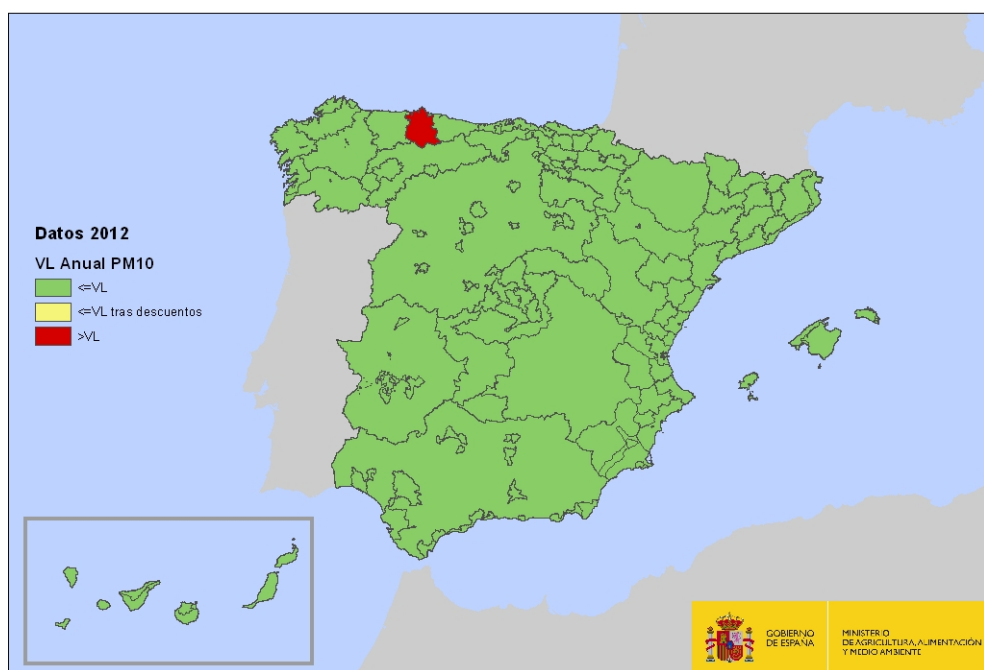 Datos 2012
VL Anual PM10
<=VL
<=VL tras descuentos
>VL
GOBIERNO
DE ESPAÑA
MINISTERIO
DE AGRICULTURA, ALIMENTACIÓN
Y MEDIO AMBIENTE